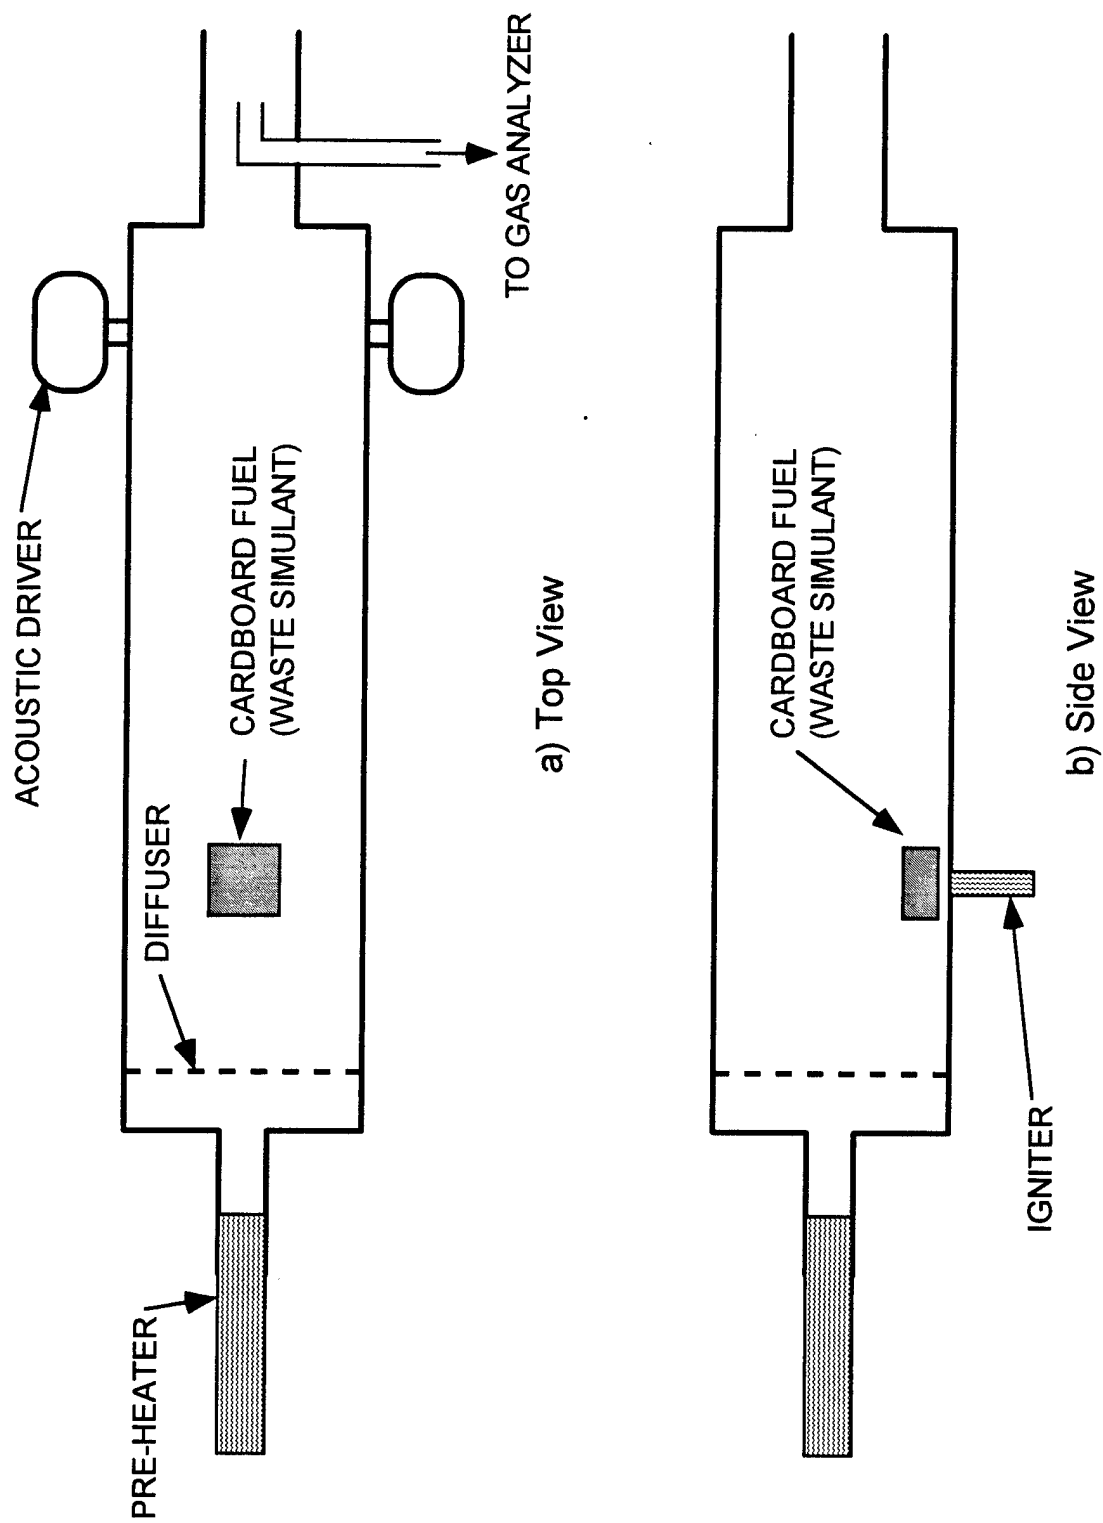 ACOUSTIC DRIVER
DIFFUSER
PRE-HEATER
CARDBOARD FUEL
(WASTE SIMULANT)
TO GAS ANALYZER
a) Top View
CARDBOARD FUEL
(WASTE SIMULANT)
IGNITER
b) Side View